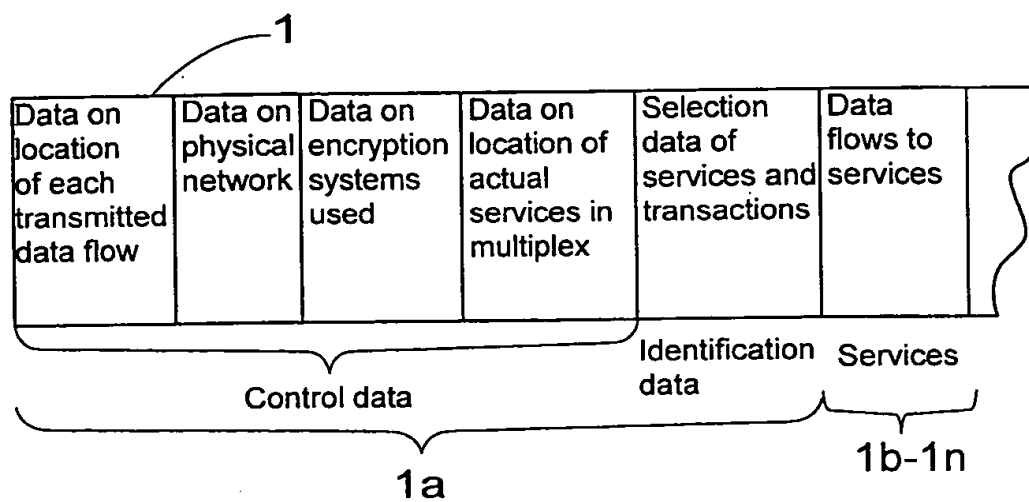 1
Data on
location
of each
transmitted
data flow
Data on
physical
network
Data on
encryption
systems
used
Data on
location of
actual
services in
multiplex
Selection
data of
services and
transactions
Data
flows to
services
Control data
Identification
data
Services
1a
1b-1n